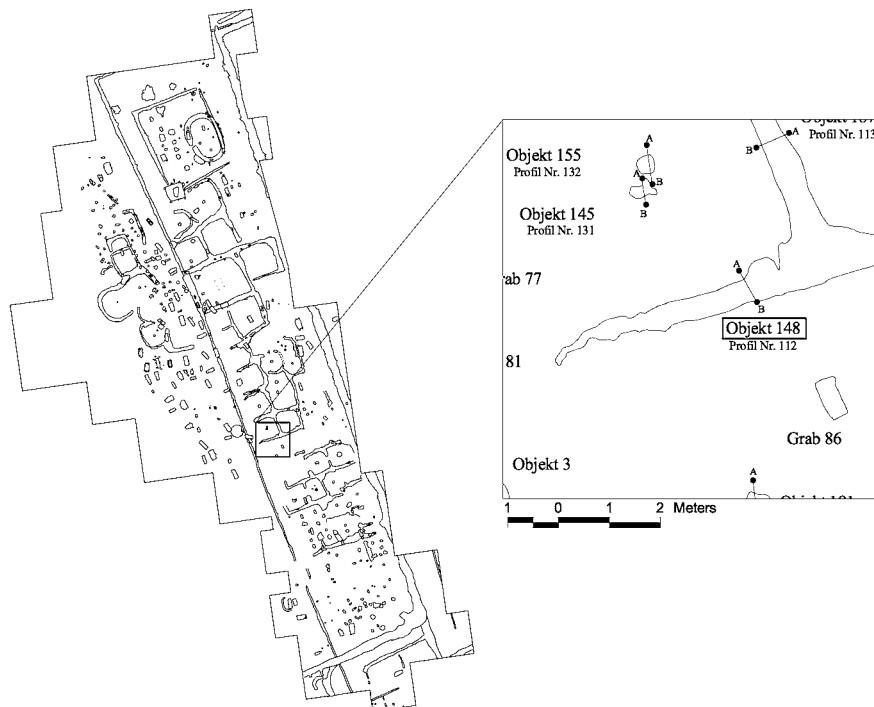 A
A
Profil Nr. 113
B
Objekt 155
Profil Nr. 132
A
B
Objekt 145
Profil Nr. 131
B
A
Grab 77
B
Objekt 148
Profil Nr. 112
81
Grab 86
Objekt 3
A
1 0 1 2 Meters